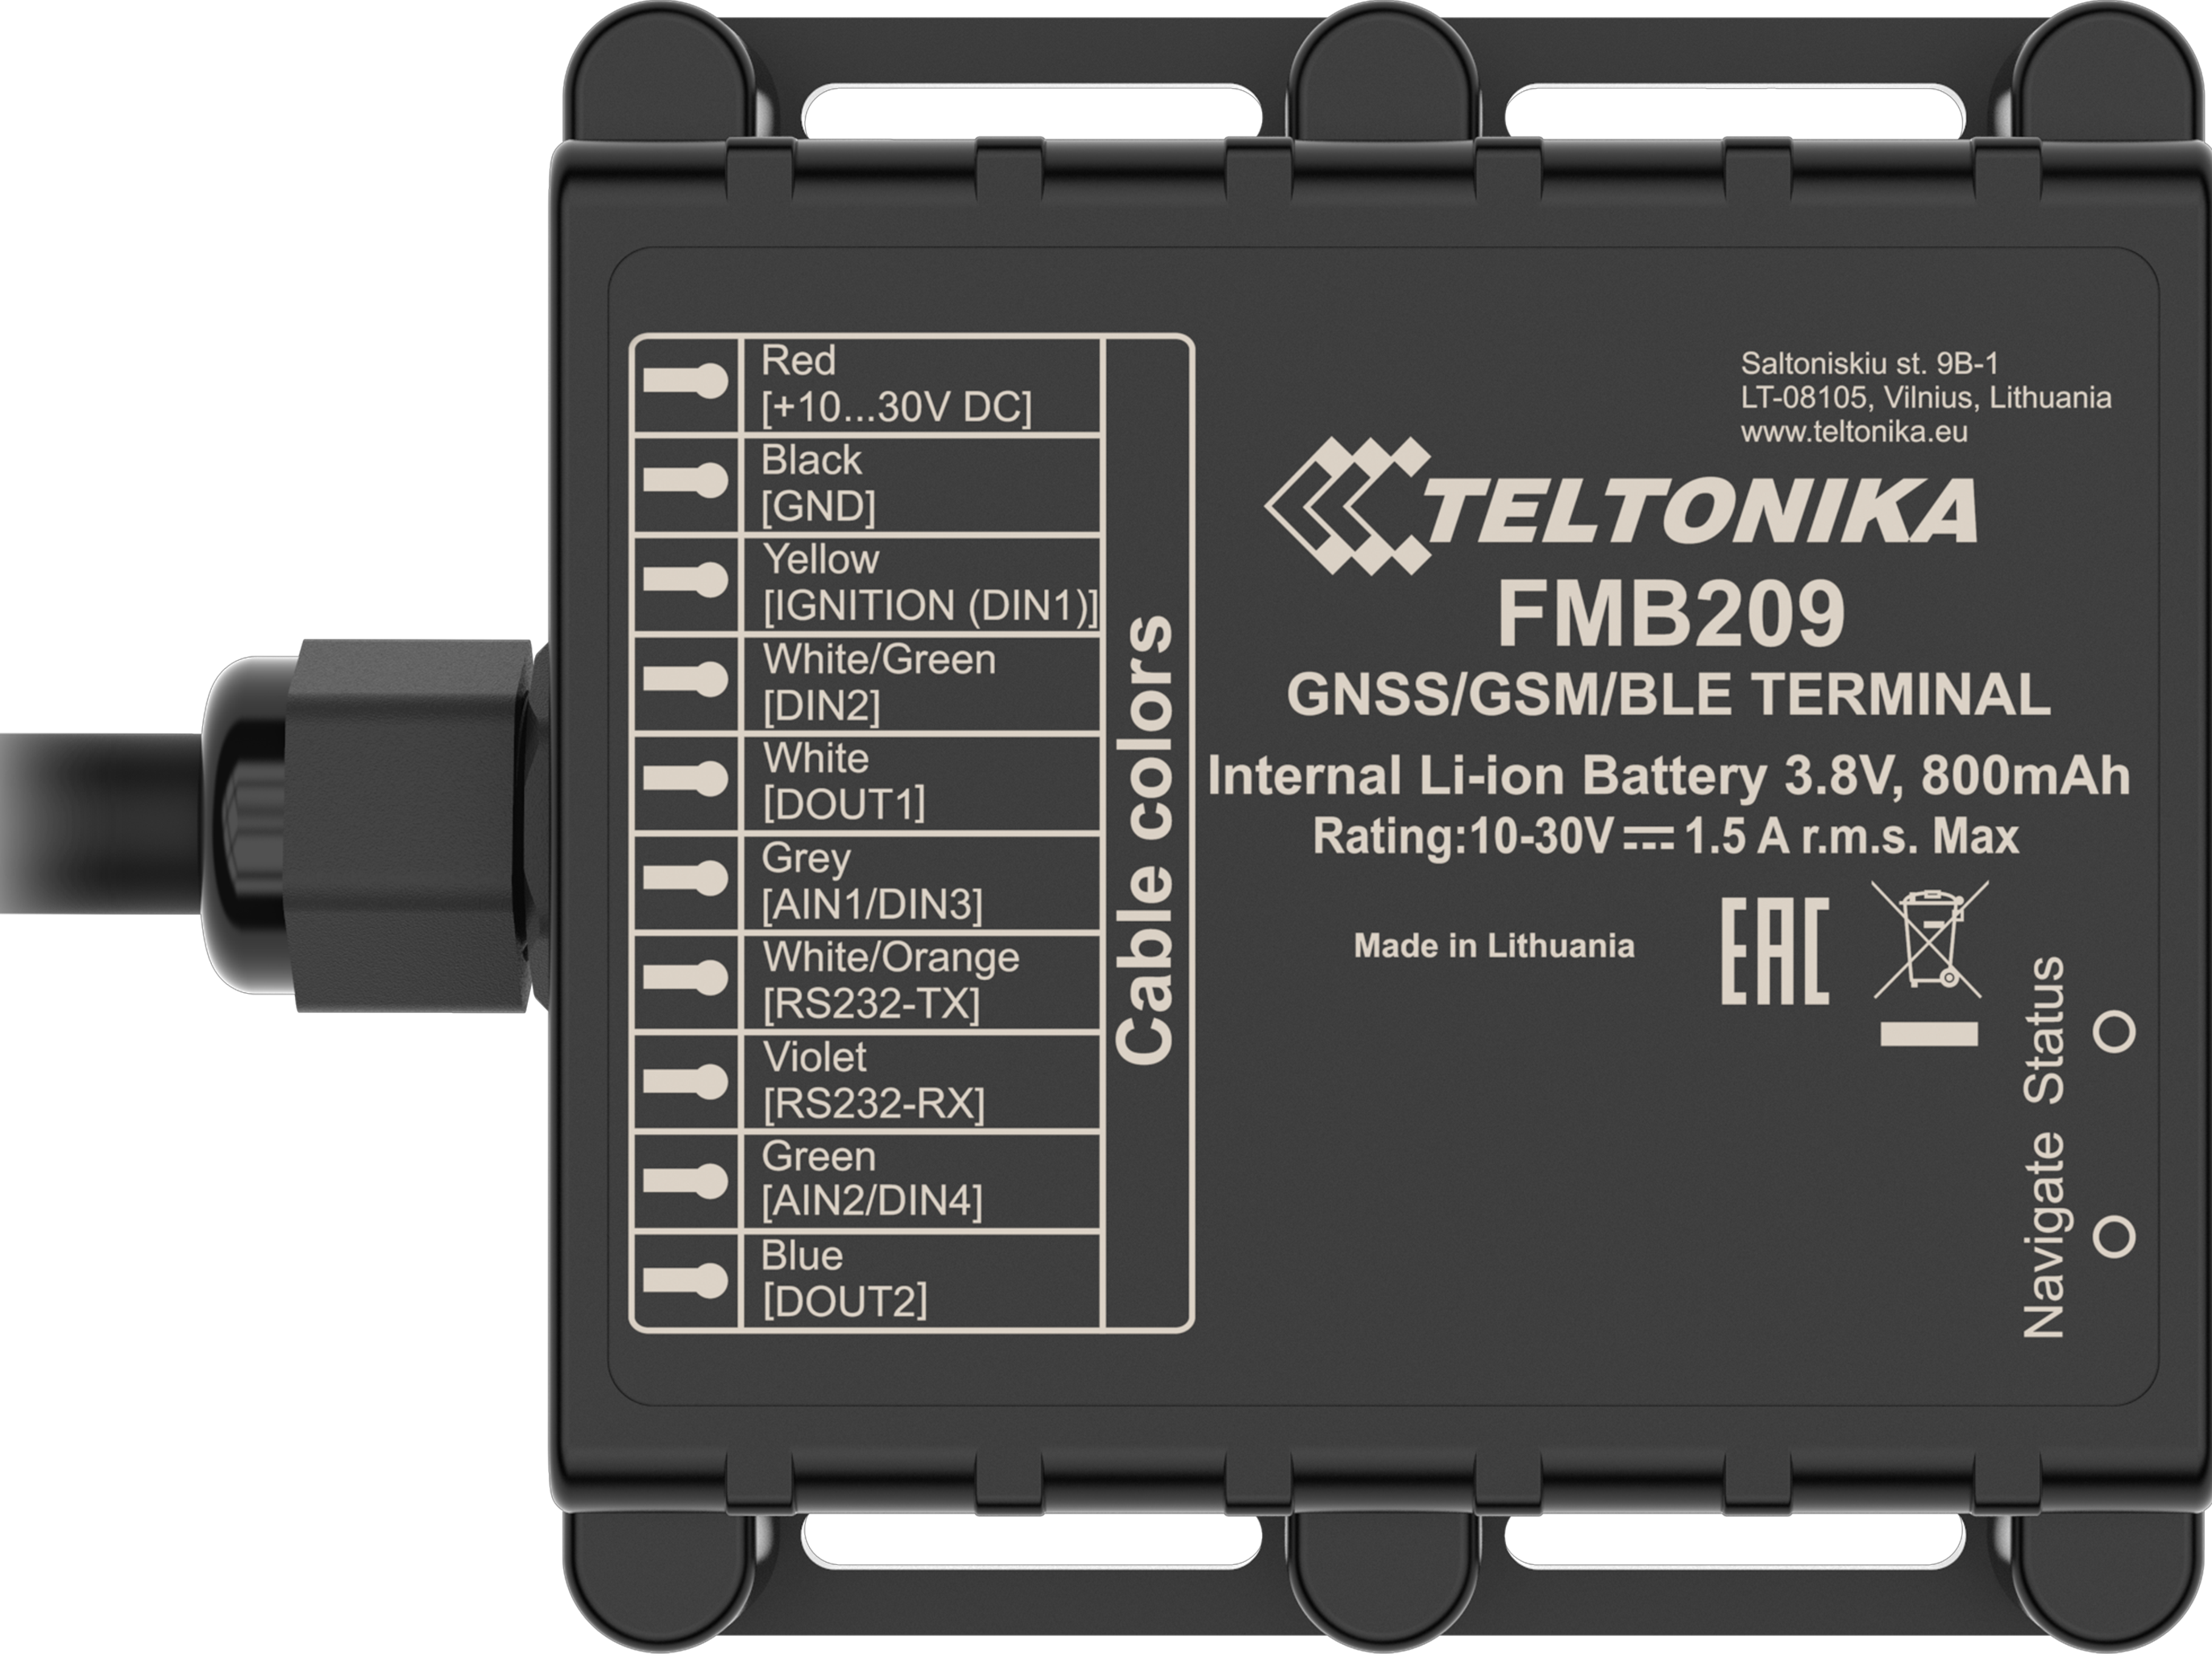 Red
[+10...30V DC]
Black
[GND]
Yellow
[IGNITION (DIN1)]
White/Green
[DIN2]
White
[DOUT1]
Grey
[AIN1/DIN3]
White/Orange
[RS232-TX]
Violet
[RS232-RX]
Green
[AIN2/DIN4]
Blue
[DOUT2]
Cable colors
Saltoniskiu st. 9B-1
LT-08105, Vilnius, Lithuania
www.teltonika.eu
TELTONIKA
FMB209
GNSS/GSM/BLE TERMINAL
Internal Li-ion Battery 3.8V, 800mAh
Rating:10-30V⎓1.5 A r.m.s. Max
Made in Lithuania
EAC
Status
Navigate